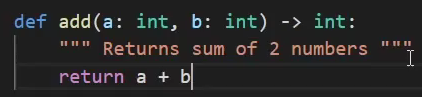 def add(a: int, b: int) -> int:
    """ Returns sum of 2 numbers """
    return a + b